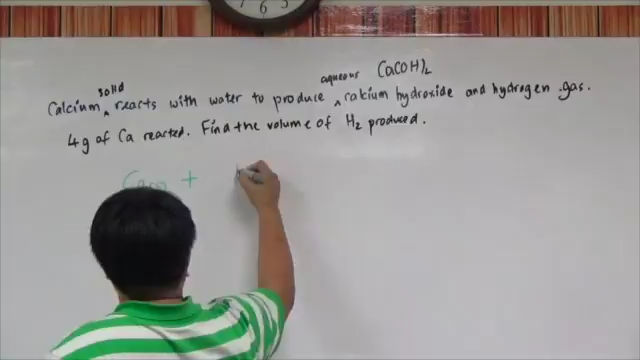 solid aqueous Ca(OH)2
Calcium ^ reacts with water to produce ^ calcium hydroxide and hydrogen gas.
4g of Ca reacted. Find the volume of H2 produced.
Ca(s) +